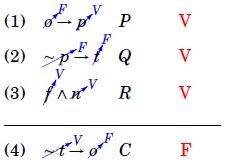 (1) o F → p V P V
(2) ~ p F → t F Q V
(3) f V ∧ n V R V
(4) ~ t V → o F C F